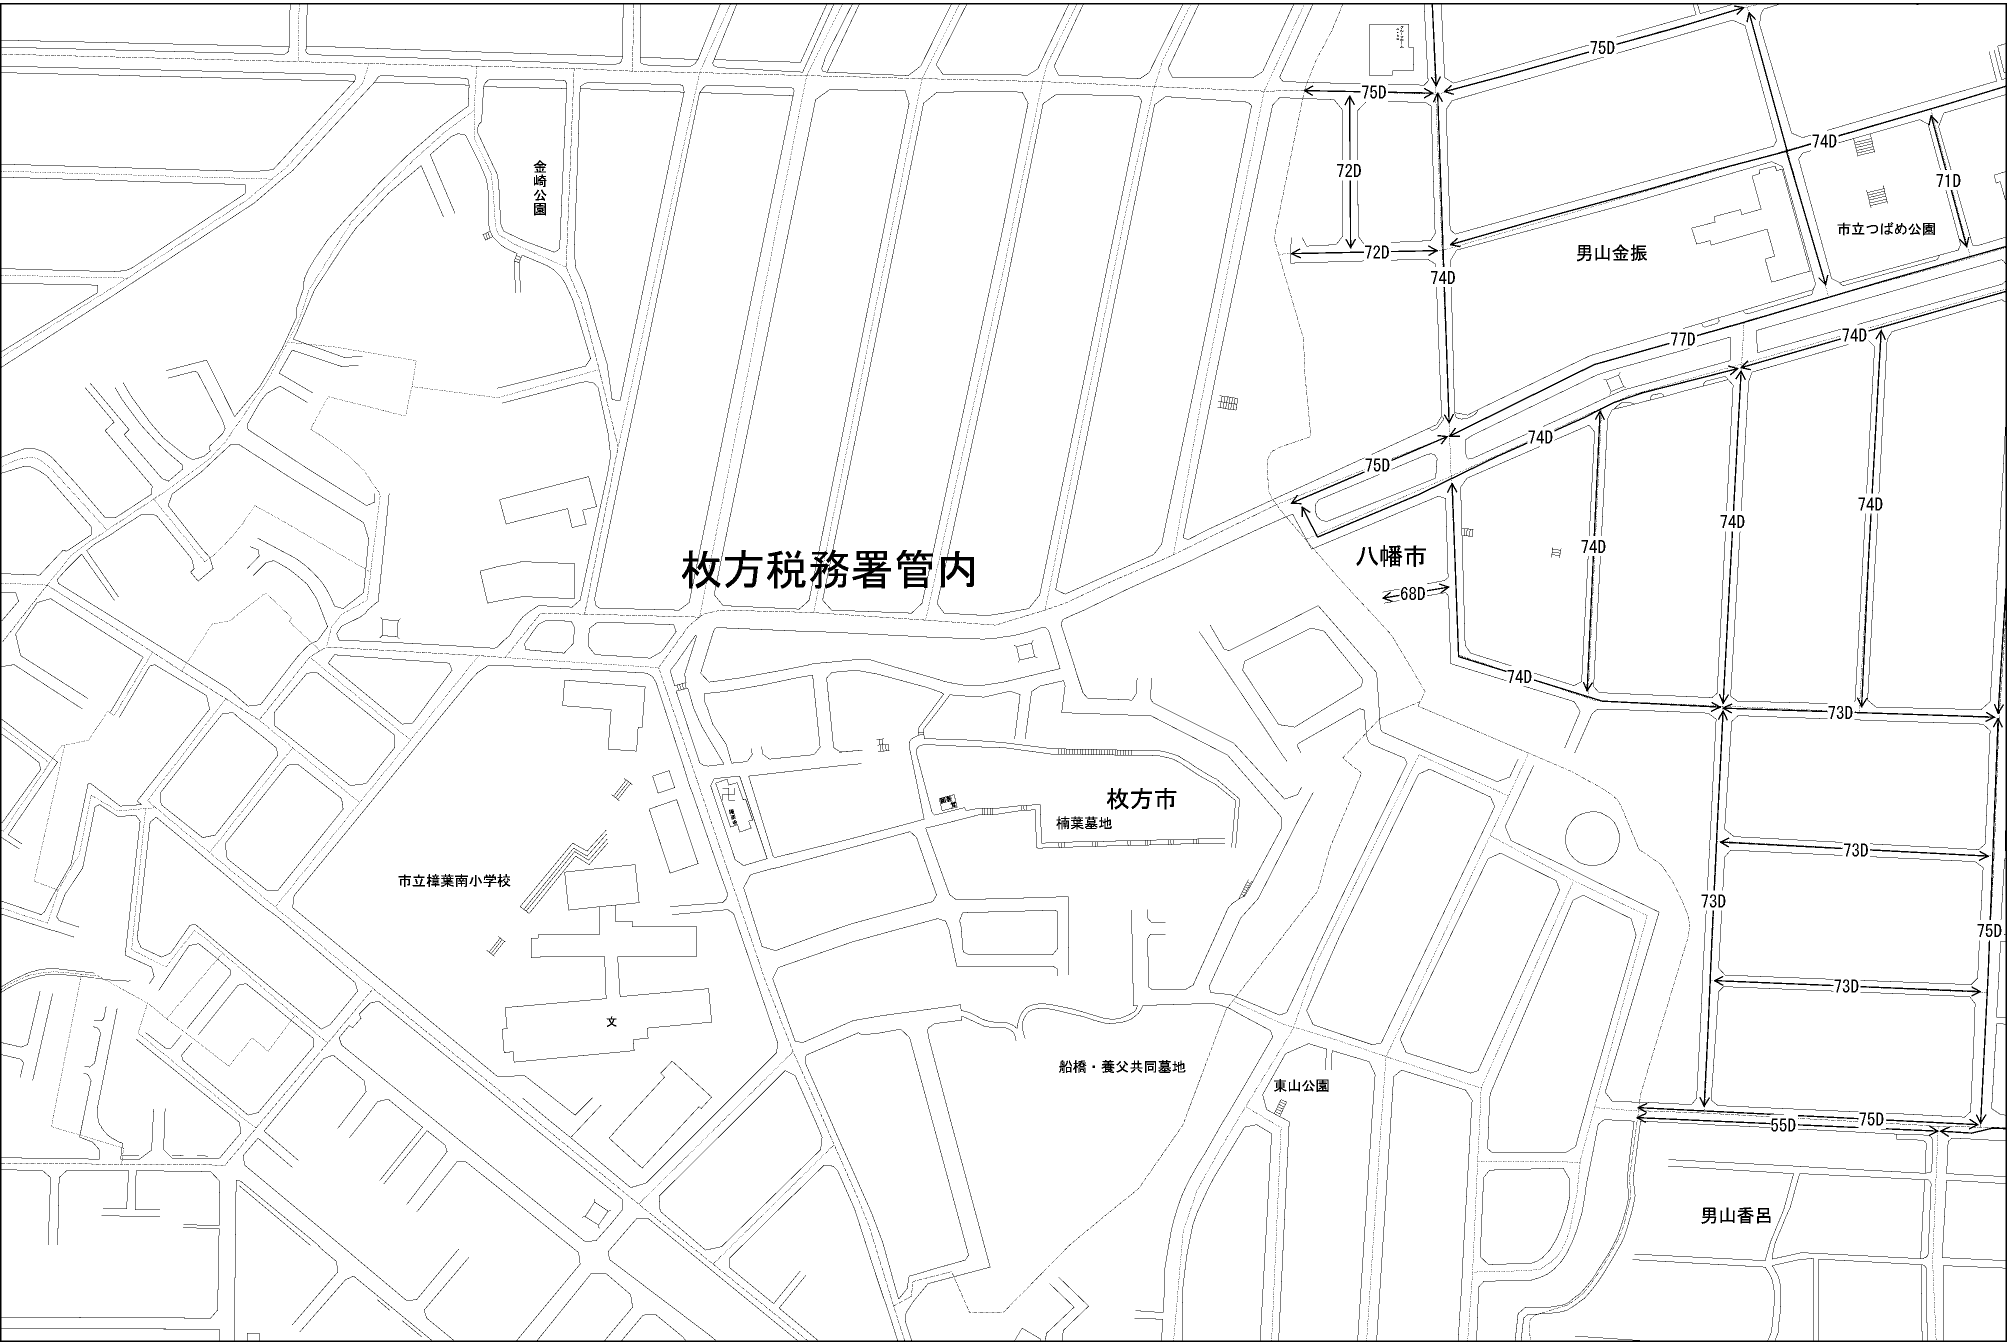 75D
75D
72D
74D
71D
金崎公園
市立つばめ公園
72D
男山金振
74D
77D
74D
74D
75D
74D
74D
74D
枚方税務署管内
八幡市
68D
74D
73D
枚方市
楠葉墓地
73D
市立樟葉南小学校
73D
75D
73D
文
船橋・養父共同墓地
東山公園
75D
55D
男山香呂